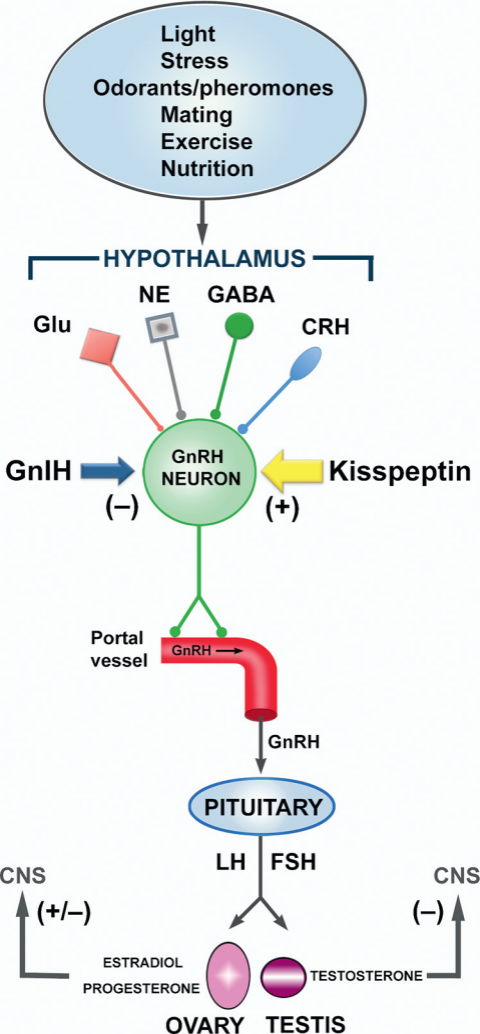 Light
Stress
Odorants/pheromones
Mating
Exercise
Nutrition
HYPOTHALAMUS
NE
GABA
Glu
CRH
GnRH
NEURON
GnIH
(–)
Kisspeptin
(+)
Portal
vessel
GnRH
GnRH
PITUITARY
LH
FSH
CNS
(+/–)
CNS
(–)
ESTRADIOL
PROGESTERONE
TESTOSTERONE
OVARY
TESTIS